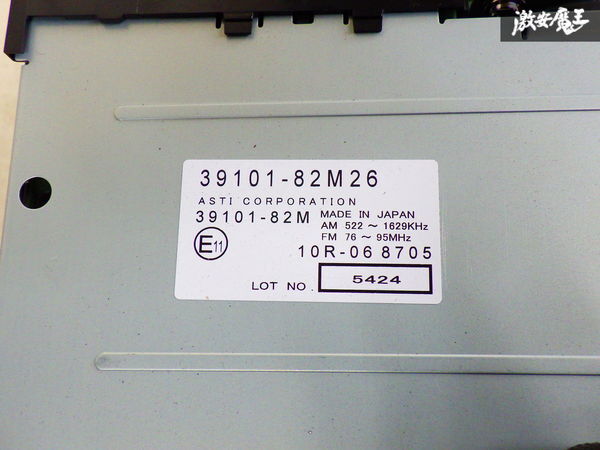 激安魔王
39101-82M26
ASTI CORPORATION
39101-82M
MADE IN JAPAN
AM 522 ～ 1629KHz
FM 76 ～ 95MHz
E11
10R-06 8705
LOT NO.
5424